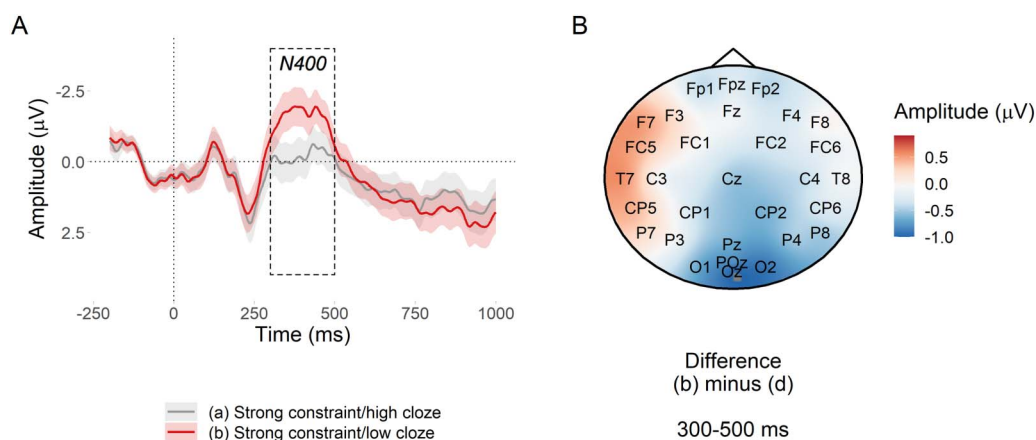 A
-2.5
0.0
2.5
Amplitude (μV)
N400
-250
0
250
500
750
1000
Time (ms)
(a) Strong constraint/high cloze
(b) Strong constraint/low cloze
B
Fp1 Fpz Fp2
F7 F3 Fz F4 F8
FC5 FC1 FC2 FC6
T7 C3 Cz C4 T8
CP5 CP1 CP2 CP6
P7 P3 Pz P4 P8
O1 POz O2
Oz
Amplitude (μV)
0.5
0.0
-0.5
-1.0
Difference
(b) minus (d)
300-500 ms